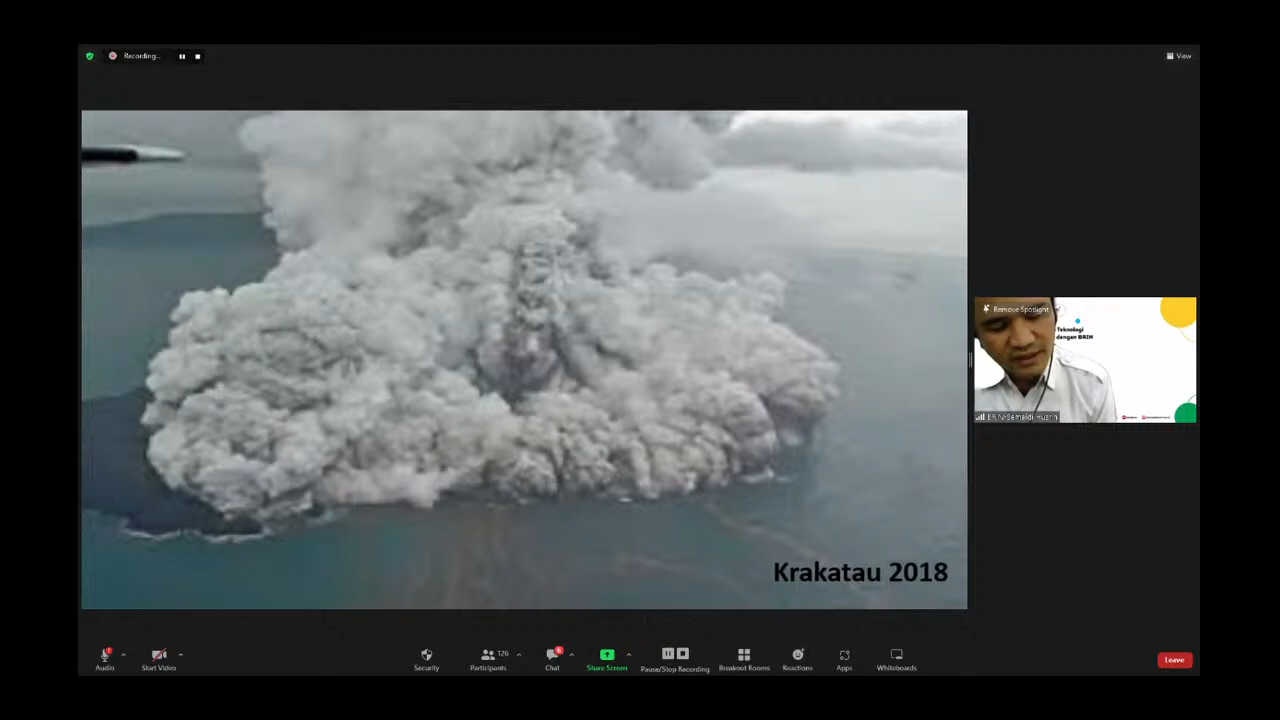 Recording...
View
Krakatau 2018
Remove Spotlight
Teknologi
dengan BRIN
Audio
Start Video
Security
Participants
126
Chat
6
Share Screen
Pause/Stop Recording
Breakout Rooms
Reactions
Apps
Whiteboards
Leave